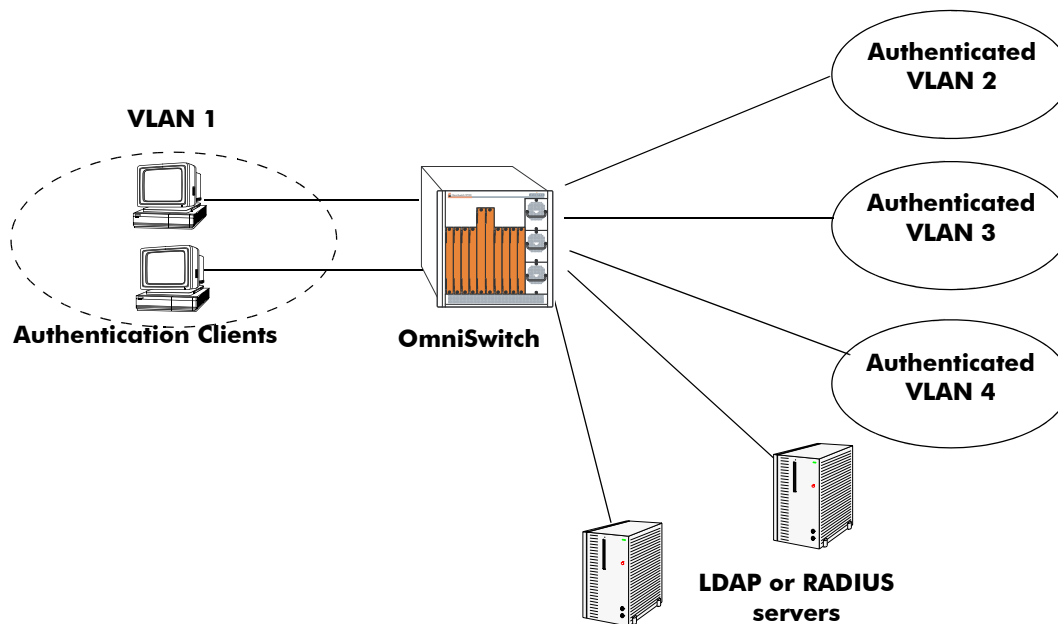 Authenticated
VLAN 2
VLAN 1
Authenticated
VLAN 3
Authentication Clients
OmniSwitch
Authenticated
VLAN 4
LDAP or RADIUS
servers